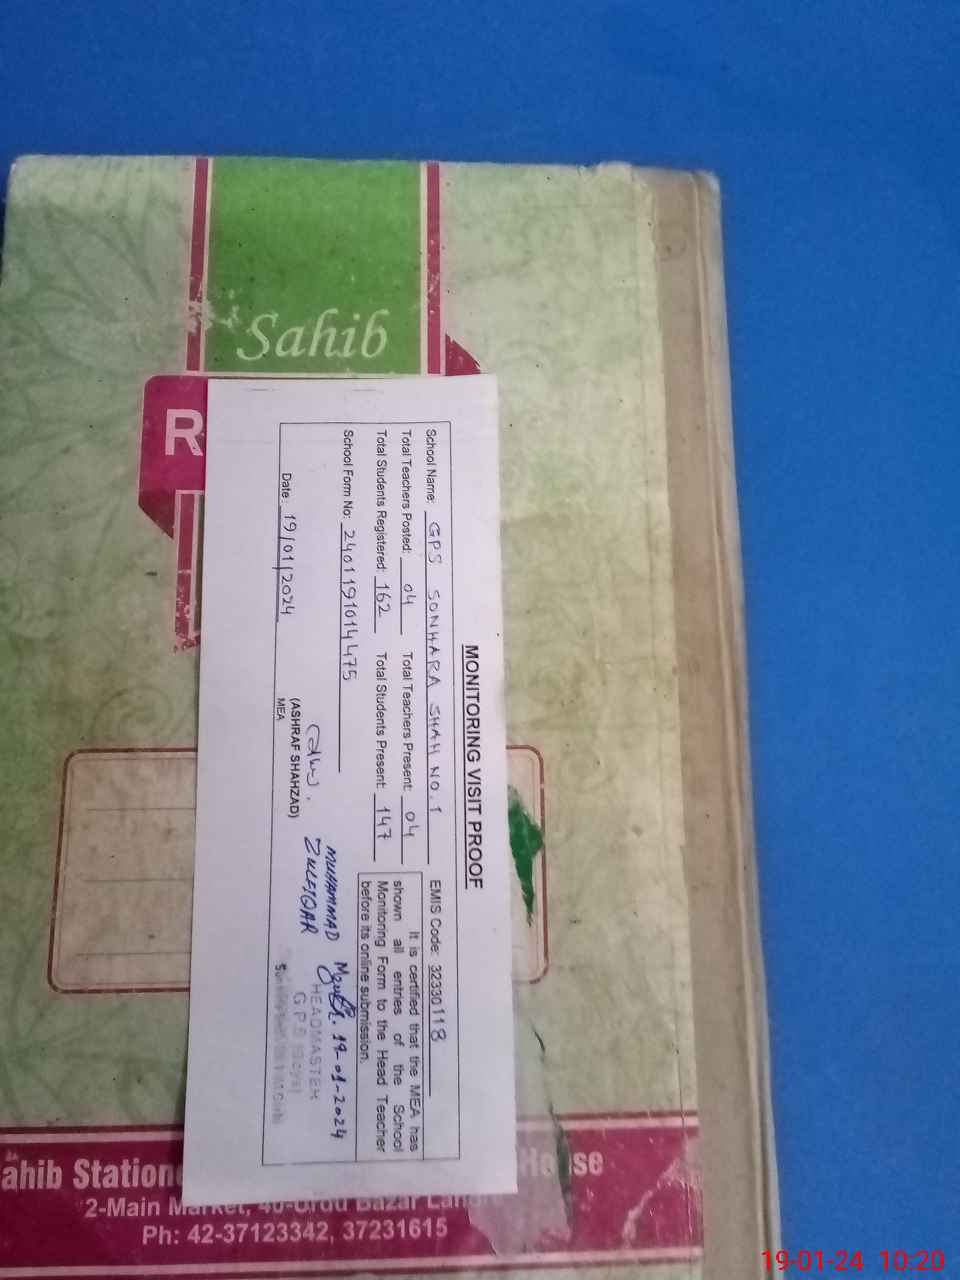 Sahib
R
MONITORING VISIT PROOF
School Name: GPS SONHARA SHAH NO.1 EMIS Code: 32330118
Total Teachers Posted: 04 Total Teachers Present: 04
Total Students Registered: 162 Total Students Present: 147
School Form No: 2401191014475
It is certified that the MEA has
shown all entries of the School
Monitoring Form to the Head Teacher
before its online submission.
Date: 19/01/2024
(ASHRAF SHAHZAD)
MEA
MUHAMMAD
ZULFIQAR
19-01-2024
HEADMASTER
GPS
ahib Statione
2-Main Market, 40-Urdu Bazar Lah
Ph: 42-37123342, 37231615
19-01-24 10:20